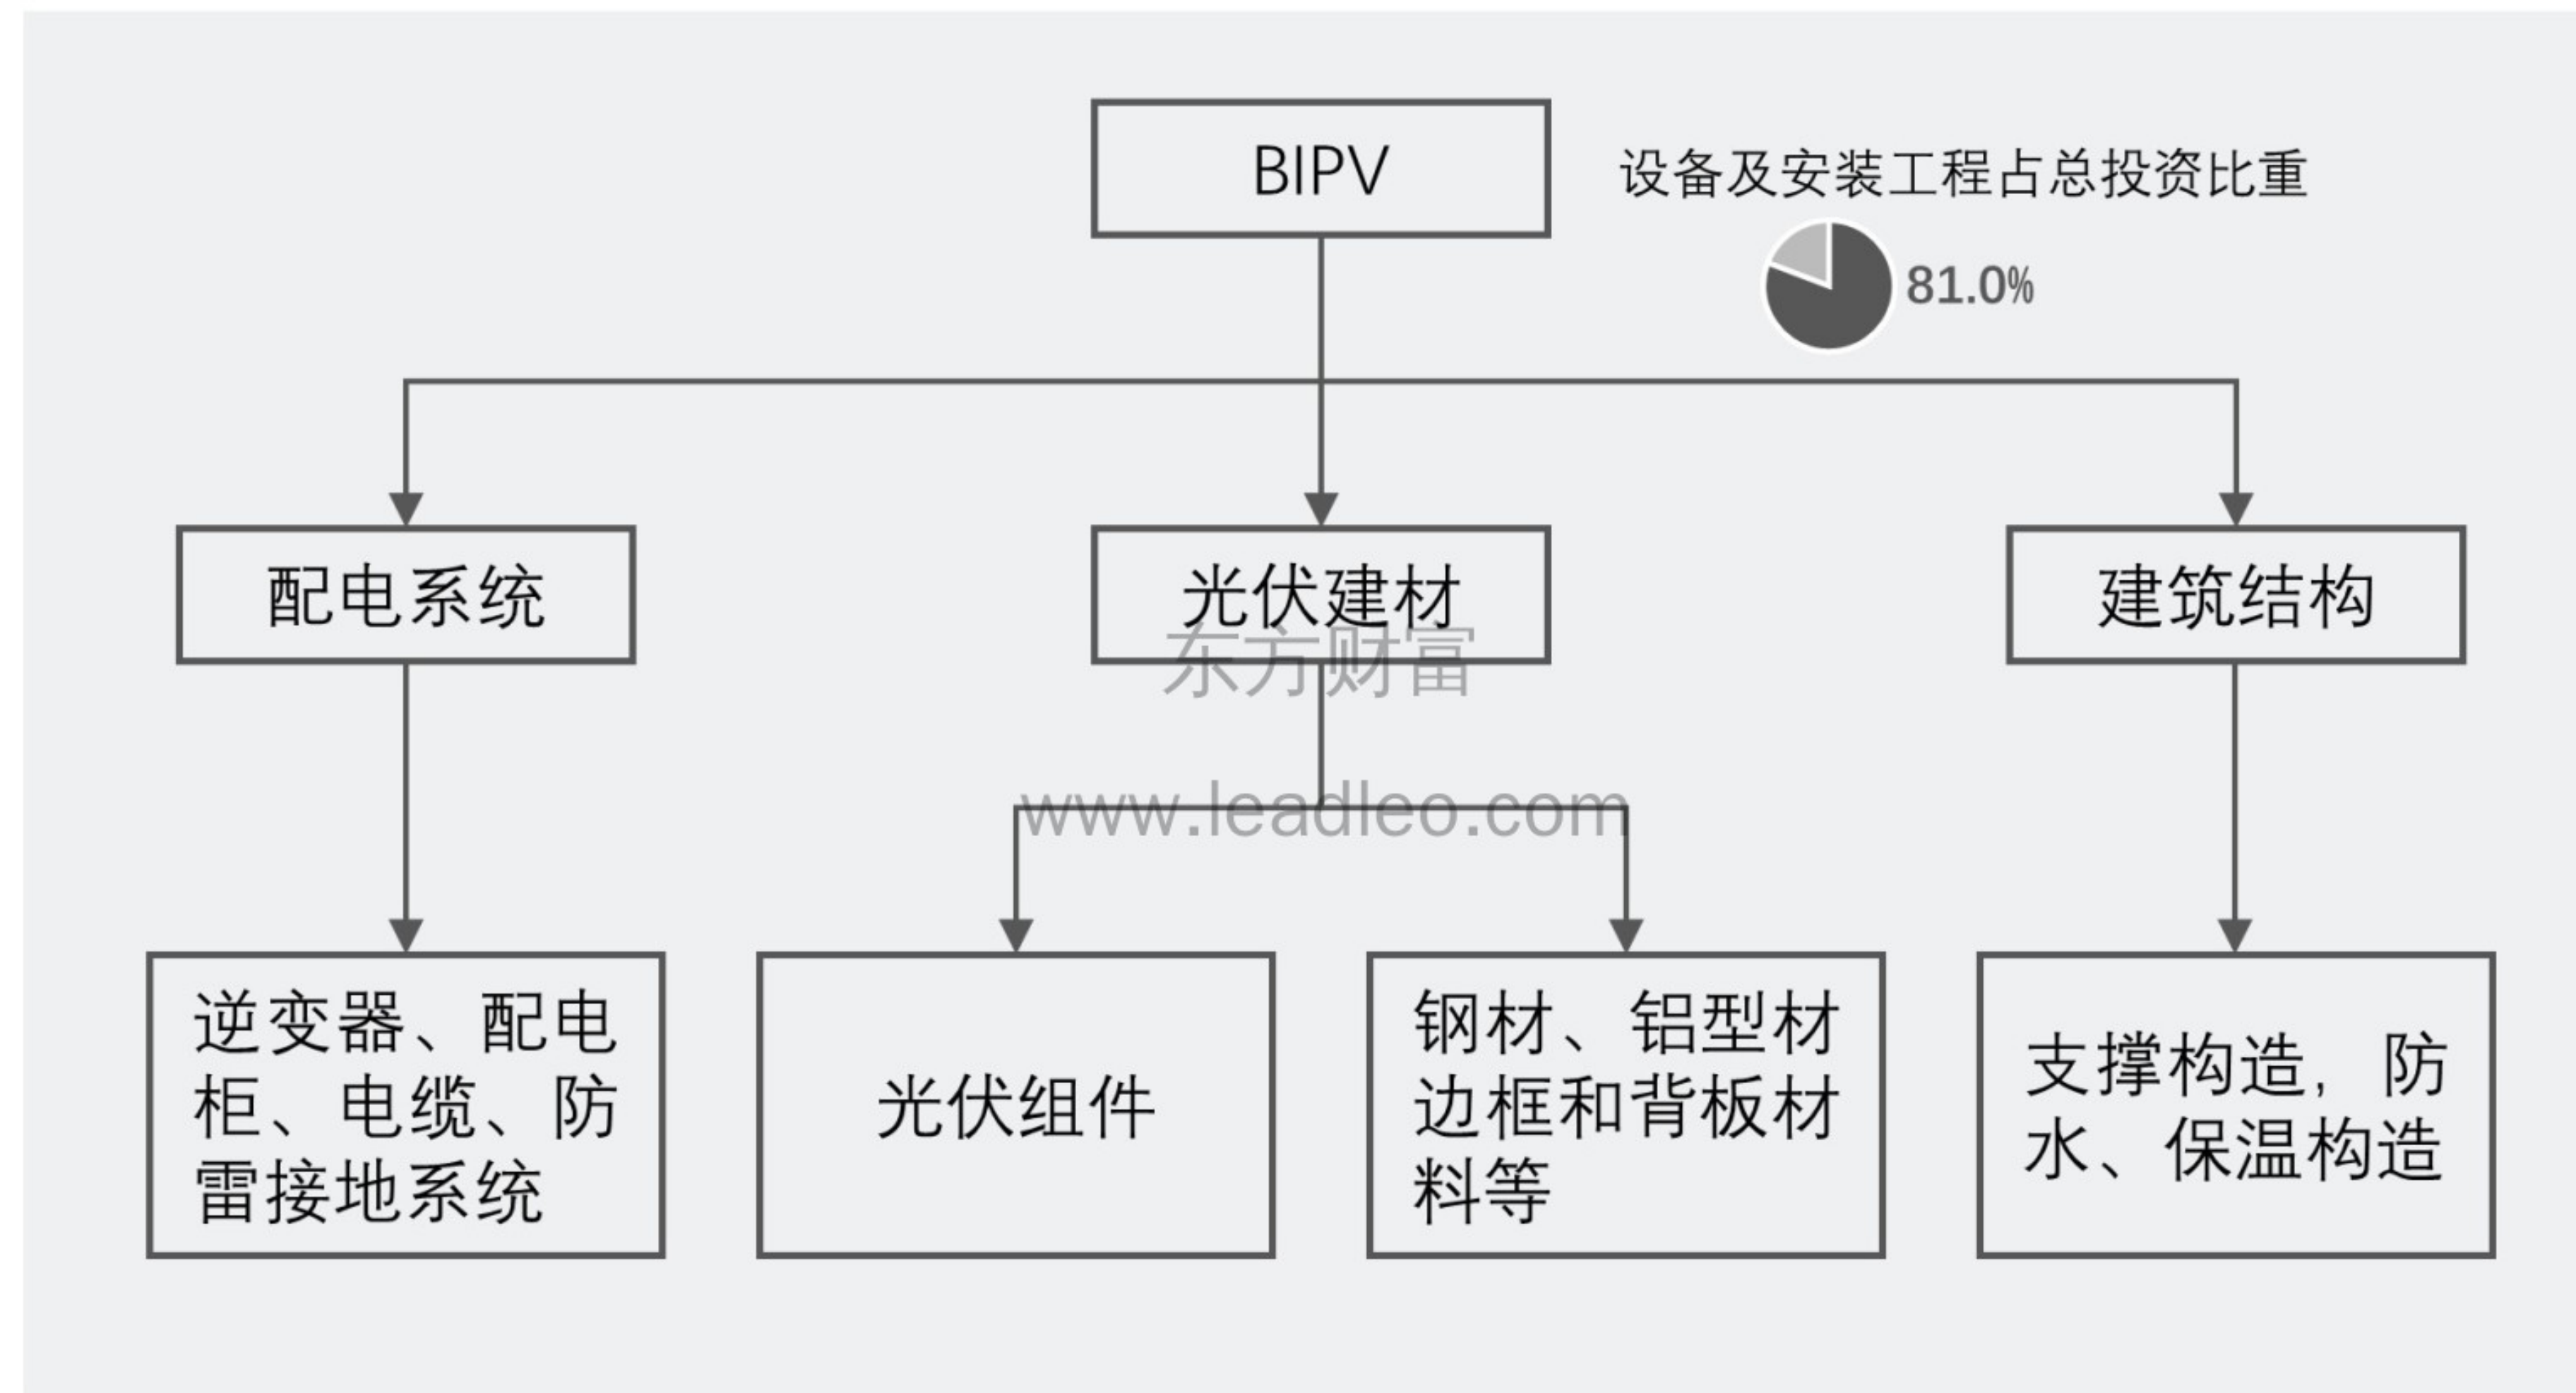 BIPV
设备及安装工程占总投资比重
81.0%
配电系统
光伏建材
建筑结构
东方财富
www.leadleo.com
逆变器、配电
柜、电缆、防
雷接地系统
光伏组件
钢材、铝型材
边框和背板材
料等
支撑构造，防
水、保温构造